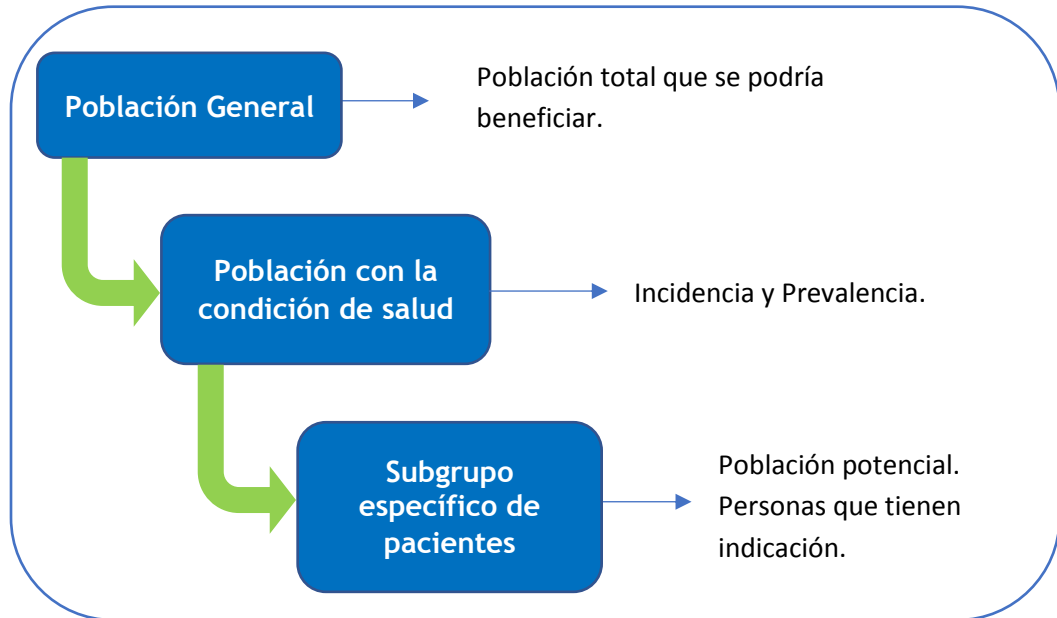 Población General
Población total que se podría
beneficiar.
Población con la
condición de salud
Incidencia y Prevalencia.
Subgrupo
específico de
pacientes
Población potencial.
Personas que tienen
indicación.